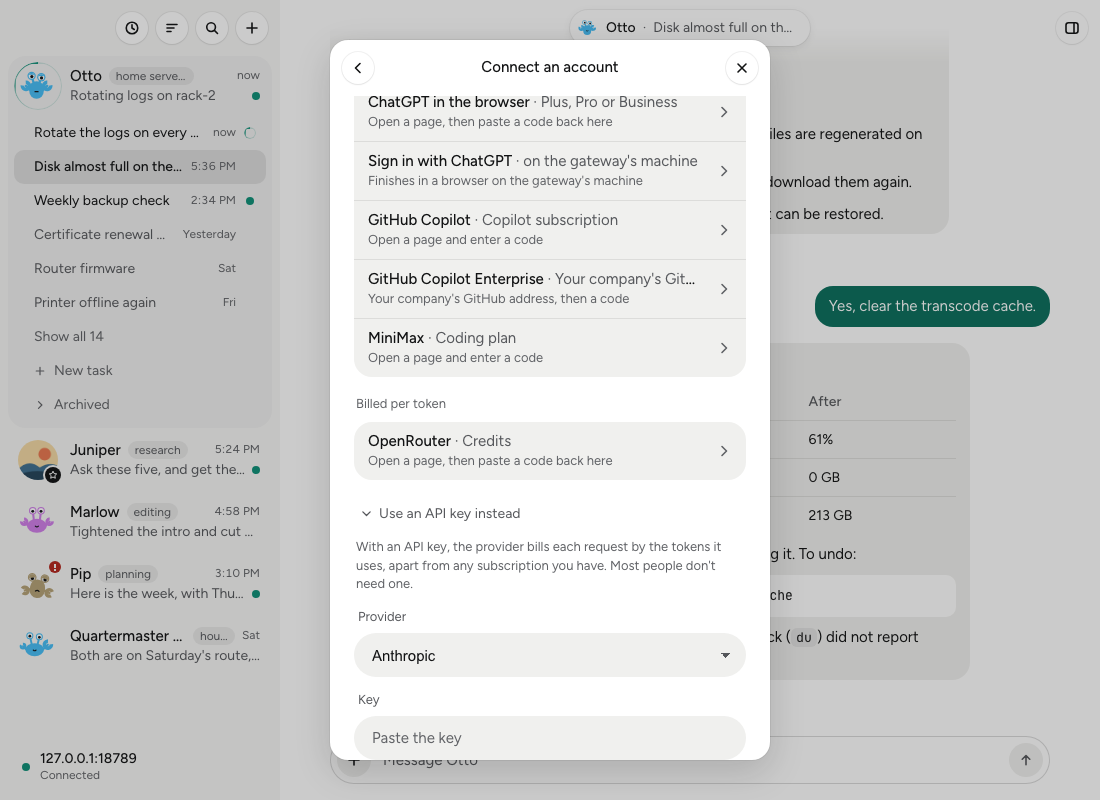 Otto home serve... now
Rotating logs on rack-2
Rotate the logs on every ... now
Disk almost full on the... 5:36 PM
Weekly backup check 2:34 PM
Certificate renewal ... Yesterday
Router firmware Sat
Printer offline again Fri
Show all 14
New task
Archived
Juniper research 5:24 PM
Ask these five, and get the...
Marlow editing 4:58 PM
Tightened the intro and cut ...
Pip planning 3:10 PM
Here is the week, with Thu...
Quartermaster ... hou... Sat
Both are on Saturday's route,...
127.0.0.1:18789
Connected
Otto · Disk almost full on th...
Connect an account
ChatGPT in the browser · Plus, Pro or Business
Open a page, then paste a code back here
Sign in with ChatGPT · on the gateway's machine
Finishes in a browser on the gateway's machine
GitHub Copilot · Copilot subscription
Open a page and enter a code
GitHub Copilot Enterprise · Your company's Git...
Your company's GitHub address, then a code
MiniMax · Coding plan
Open a page and enter a code
Billed per token
OpenRouter · Credits
Open a page, then paste a code back here
Use an API key instead
With an API key, the provider bills each request by the tokens it
uses, apart from any subscription you have. Most people don't
need one.
Provider
Anthropic
Key
Paste the key
are regenerated on
download them again.
can be restored.
Yes, clear the transcode cache.
After
61%
0 GB
213 GB
it. To undo:
( du ) did not report
Message Otto